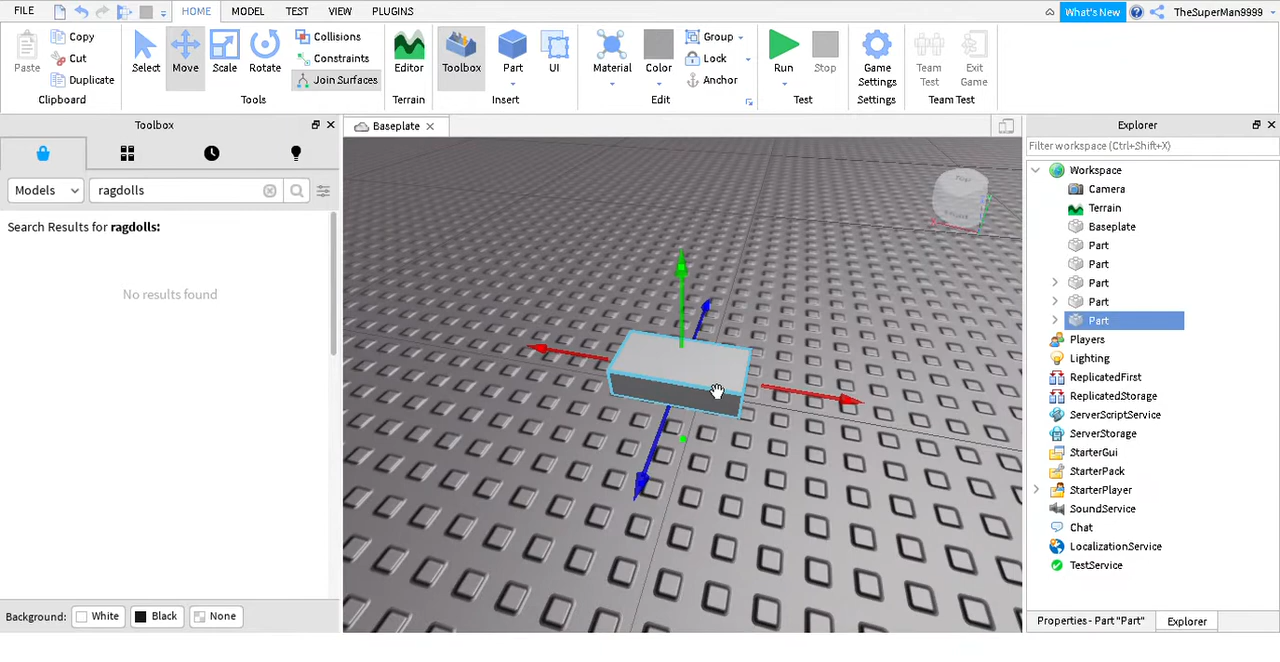 FILE HOME MODEL TEST VIEW PLUGINS What's New TheSuperMan9999
Paste Copy Cut Duplicate Clipboard
Select Move Scale Rotate Collisions Constraints Join Surfaces Tools
Editor Terrain
Toolbox Part UI Insert
Material Color Group Lock Anchor Edit
Run Stop Test
Game Settings Settings
Team Test Exit Game Team Test
Toolbox
Models ragdolls
Search Results for ragdolls:
No results found
Background: White Black None
Baseplate
Explorer
Filter workspace (Ctrl+Shift+X)
Workspace
Camera
Terrain
Baseplate
Part
Part
Part
Part
Part
Players
Lighting
ReplicatedFirst
ReplicatedStorage
ServerScriptService
ServerStorage
StarterGui
StarterPack
StarterPlayer
SoundService
Chat
LocalizationService
TestService
Properties - Part "Part" Explorer